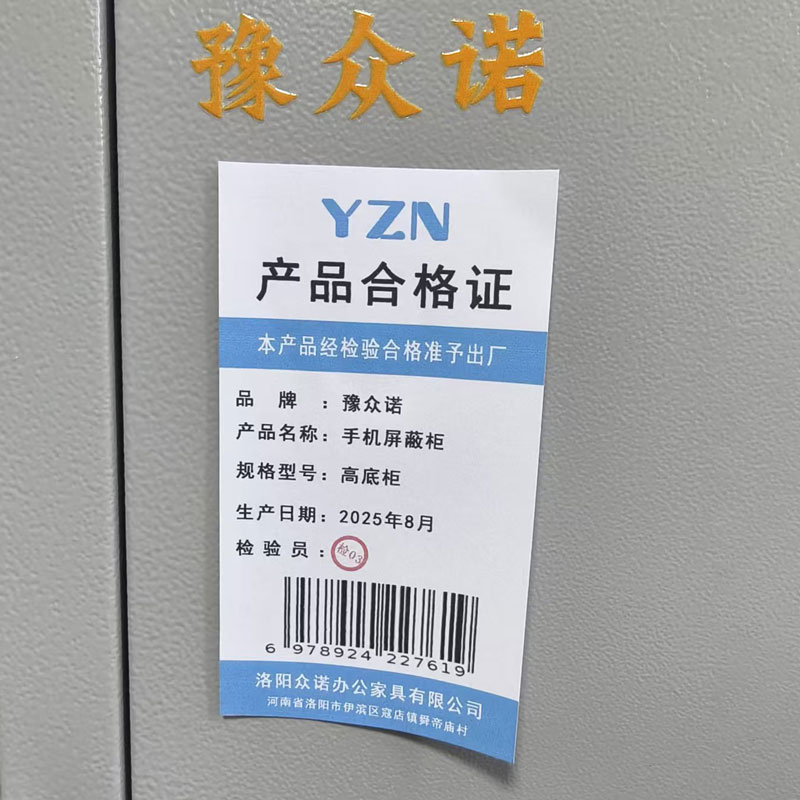 豫众诺
YZN
产品合格证
本产品经检验合格准予出厂
品 牌 ：豫众诺
产品名称：手机屏蔽柜
规格型号：高底柜
生产日期：2025年8月
检 验 员 ：检03
6 978924 227619
洛阳众诺办公家具有限公司
河南省洛阳市伊滨区寇店镇舜帝庙村